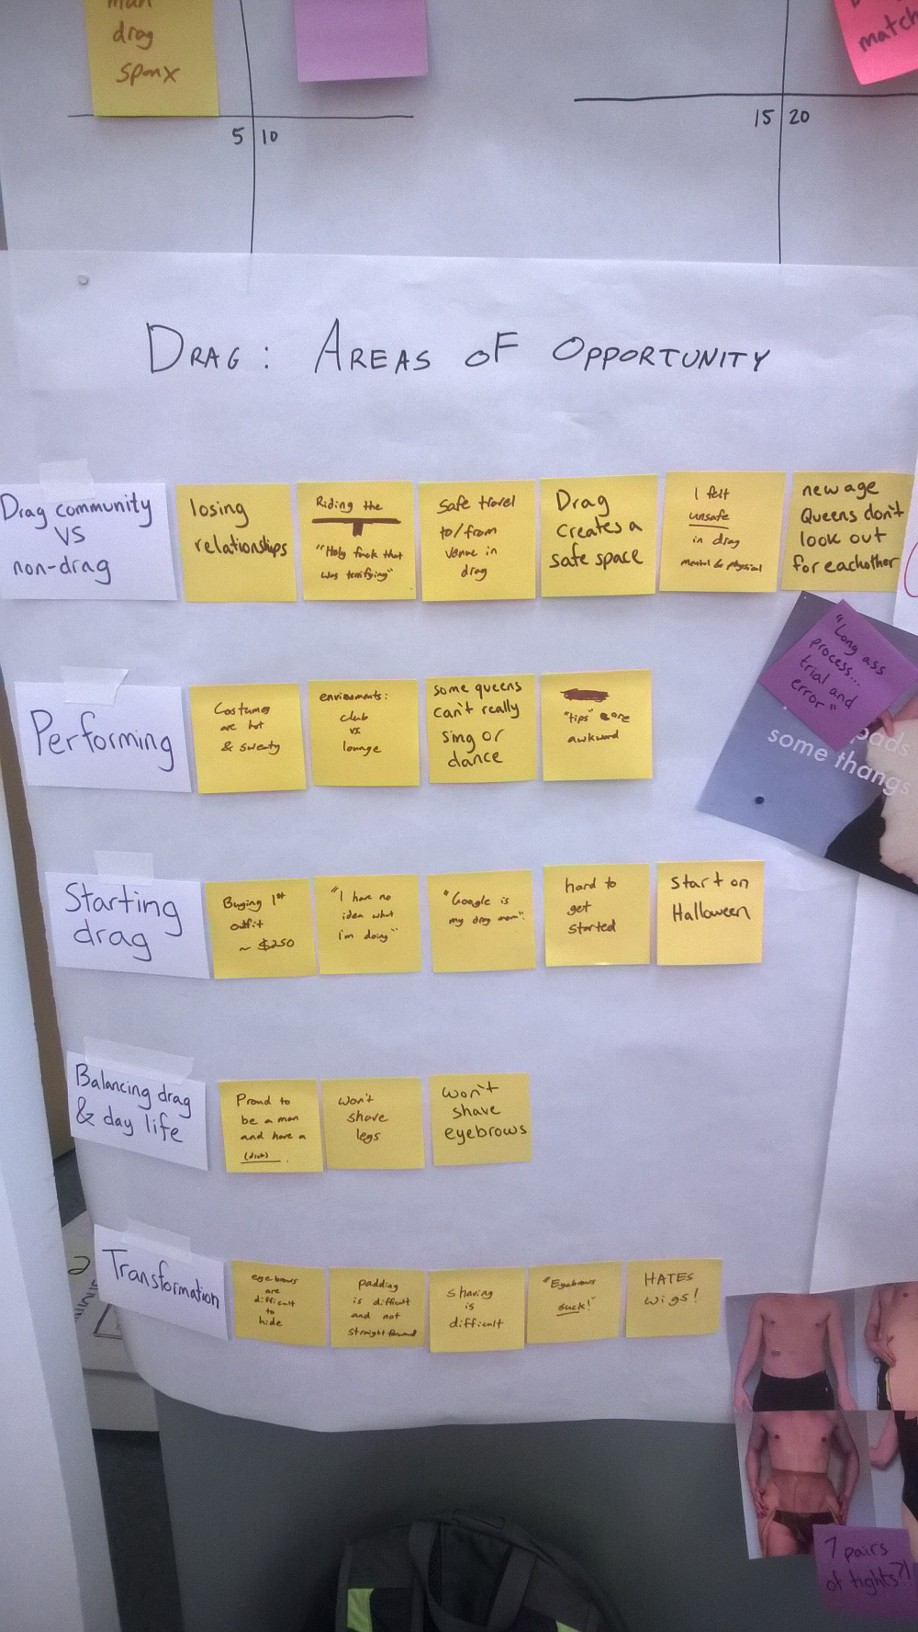 man
drag
spanx
match
5 10
15 20
DRAG: AREAS OF OPPORTUNITY
Drag community
VS
non-drag
losing
relationships
Riding the
"Holy fuck that
was terrifying"
Safe travel
to/from
venue in
drag
Drag
creates a
safe space
I felt
unsafe
in drag
mental & physical
new age
Queens don't
look out
for eachother
"Long ass
process...
trial and
error"
pads
some thangs
Performing
Costumes
are hot
& sweaty
enviroments:
club
vs
lounge
some queens
can't really
sing or
dance
"tips" are
awkward
Starting
drag
Buying 1st
outfit
~ $250
"I have no
idea what
i'm doing"
"Google is
my drag mom"
hard to
get
started
start on
Halloween
Balancing drag
& day life
Proud to
be a man
and have a
(dick).
Won't
shave
legs
won't
shave
eyebrows
Transformation
eyebrows
are
difficult
to
hide
padding
is difficult
and not
straight forward
is
difficult
"Eyebrows
suck!"
HATES
wigs!
2
7 pairs
of tights?!